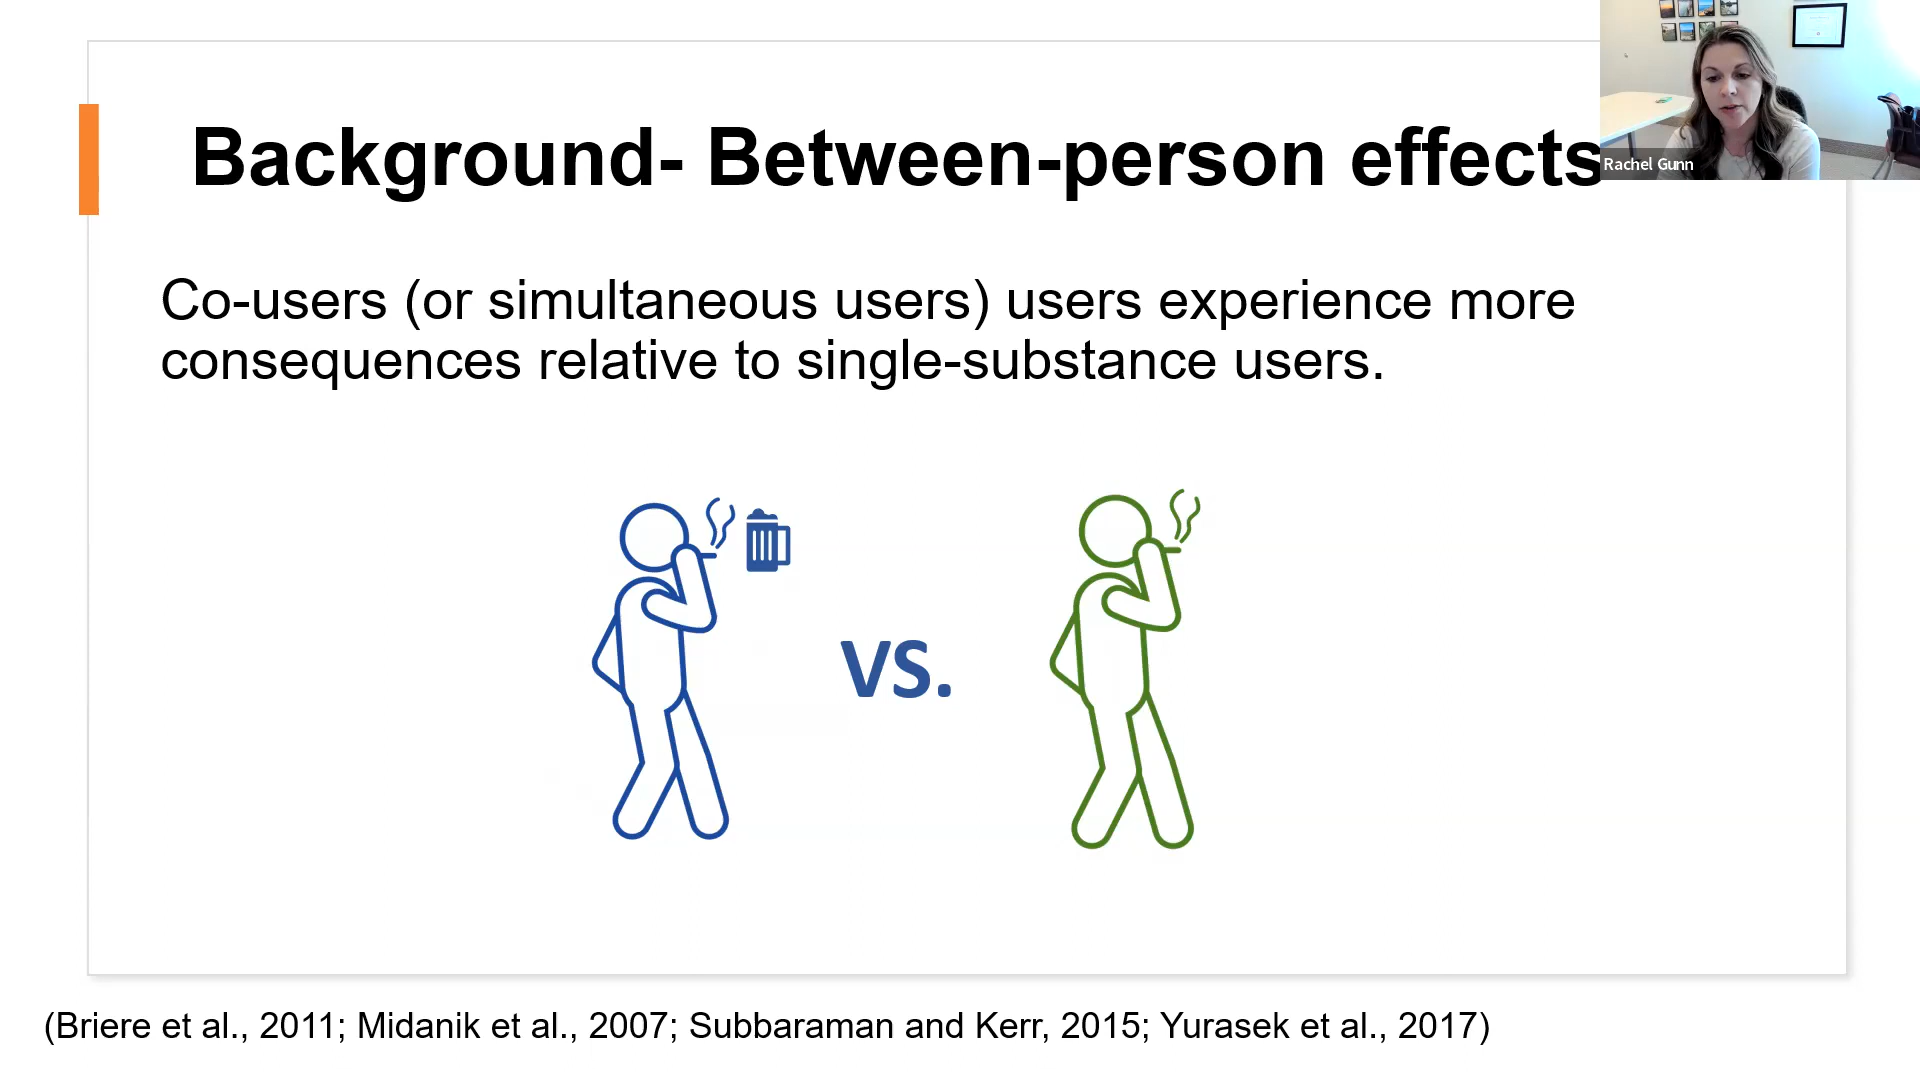 Background- Between-person effects
Rachel Gunn
Co-users (or simultaneous users) users experience more
consequences relative to single-substance users.
VS.
(Briere et al., 2011; Midanik et al., 2007; Subbaraman and Kerr, 2015; Yurasek et al., 2017)